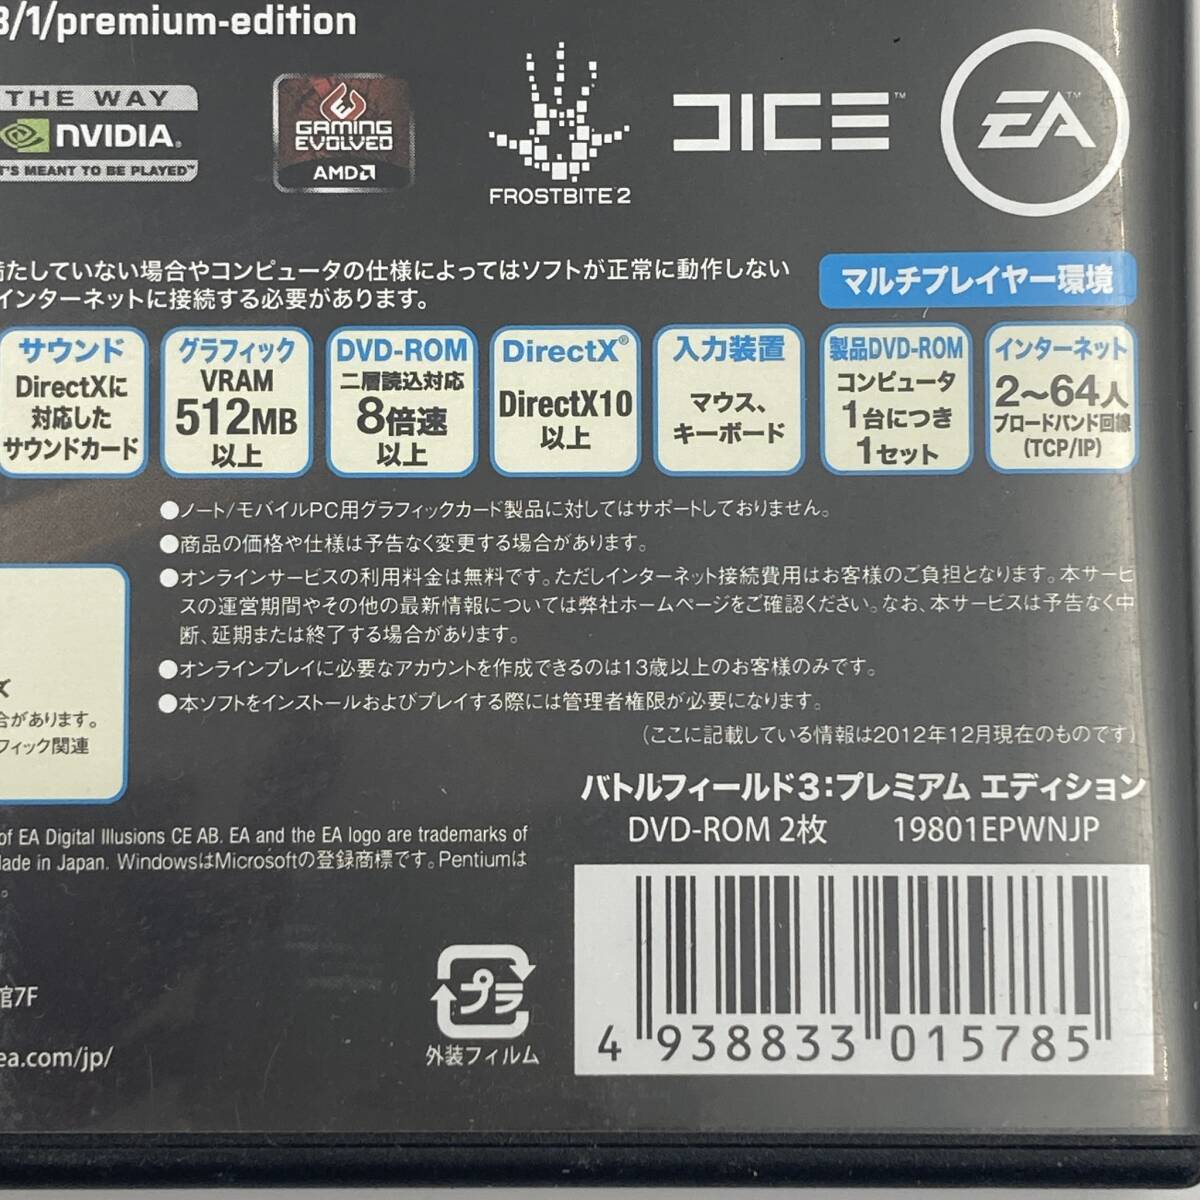 3/1/premium-edition
THE WAY
NVIDIA.
T'S MEANT TO BE PLAYED™
GAMING
EVOLVED
AMD
FROSTBITE 2
DICE™
EA™
満たしていない場合やコンピュータの仕様によってはソフトが正常に動作しない
インターネットに接続する必要があります。
マルチプレイヤー環境
サウンド
DirectXに
対応した
サウンドカード
グラフィック
VRAM
512MB
以上
DVD-ROM
二層読込対応
8倍速
以上
DirectX®
DirectX10
以上
入力装置
マウス、
キーボード
製品DVD-ROM
コンピュータ
1台につき
1セット
インターネット
2～64人
ブロードバンド回線
(TCP/IP)
●ノート/モバイルPC用グラフィックカード製品に対してはサポートしておりません。
●商品の価格や仕様は予告なく変更する場合があります。
●オンラインサービスの利用料金は無料です。ただしインターネット接続費用はお客様のご負担となります。本サービ
スの運営期間やその他の最新情報については弊社ホームページをご確認ください。なお、本サービスは予告なく中
断、延期または終了する場合があります。
●オンラインプレイに必要なアカウントを作成できるのは13歳以上のお客様のみです。
●本ソフトをインストールおよびプレイする際には管理者権限が必要になります。
(ここに記載している情報は2012年12月現在のものです)
ズ
合があります。
フィック関連
バトルフィールド3：プレミアム エディション
DVD-ROM 2枚 19801EPWNJP
of EA Digital Illusions CE AB. EA and the EA logo are trademarks of
Made in Japan. WindowsはMicrosoftの登録商標です。Pentiumは
。
館7F
ea.com/jp/
プラ
外装フィルム
4 938833 015785